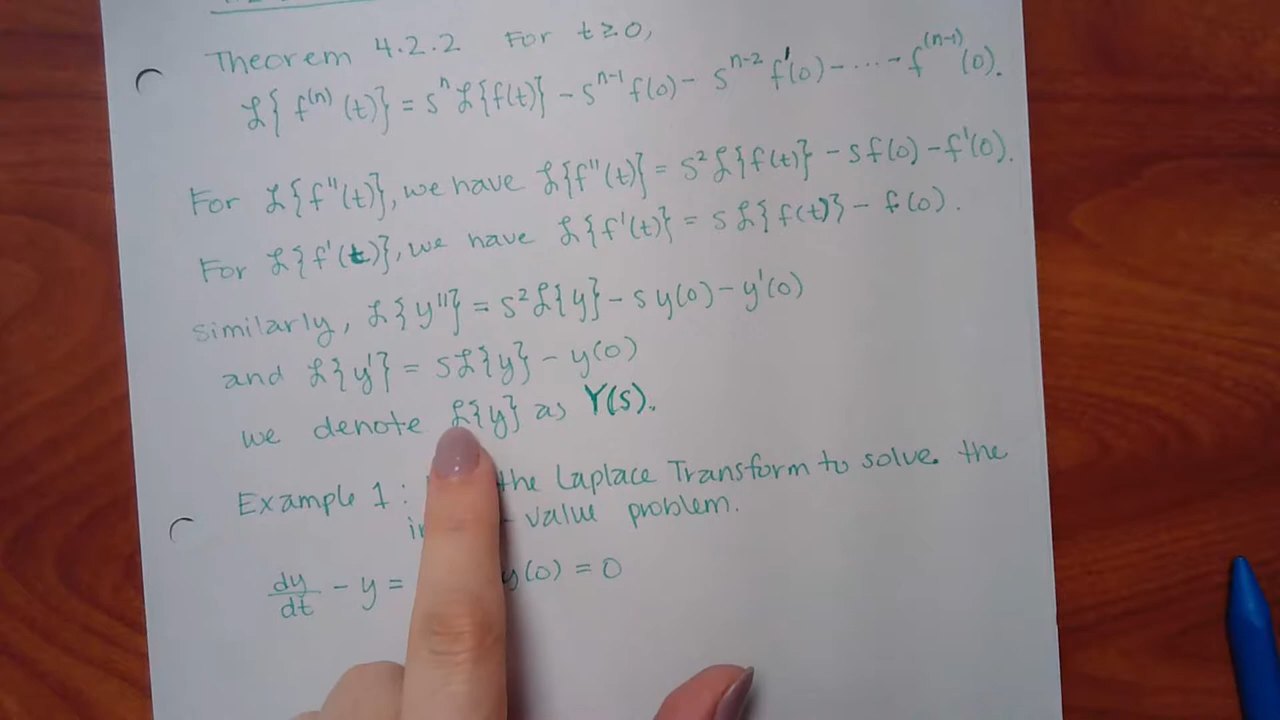 Theorem 4.2.2 For t≥0,
ℒ{f⁽ⁿ⁾(t)} = sⁿℒ{f(t)} - sⁿ⁻¹f(0) - sⁿ⁻²f'(0) - ... - f⁽ⁿ⁻¹⁾(0).
For ℒ{f''(t)}, we have ℒ{f''(t)} = s²ℒ{f(t)} - sf(0) - f'(0).
For ℒ{f'(t)}, we have ℒ{f'(t)} = sℒ{f(t)} - f(0).
similarly, ℒ{y''} = s²ℒ{y} - sy(0) - y'(0)
and ℒ{y'} = sℒ{y} - y(0)
we denote ℒ{y} as Y(s).
Example 1: the Laplace Transform to solve the
value problem.
dy/dt - y = y(0) = 0